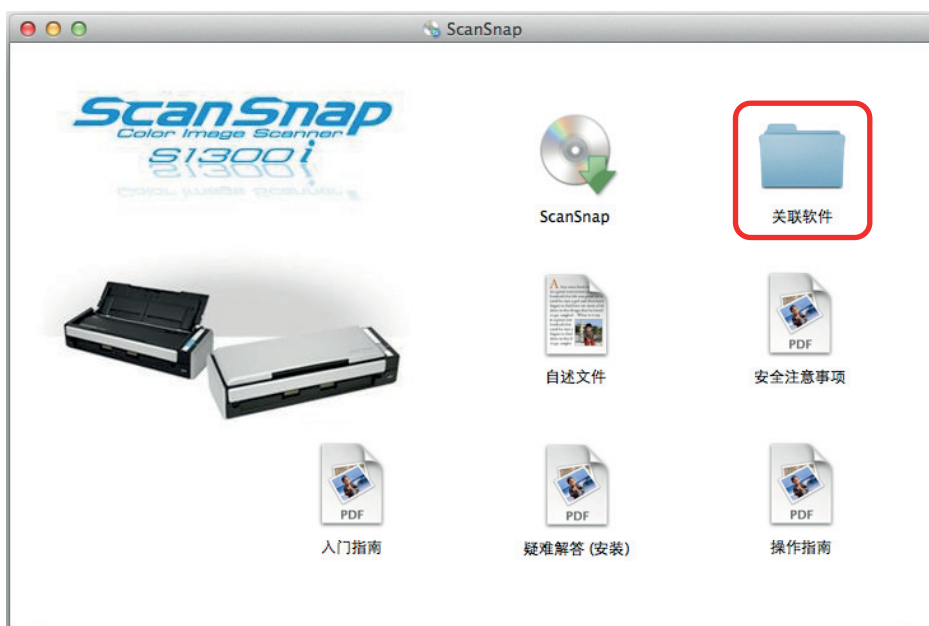 ScanSnap
ScanSnap
Color Image Scanner
S1300i
ScanSnap
关联软件
自述文件
PDF
安全注意事项
PDF
入门指南
PDF
疑难解答 (安装)
PDF
操作指南